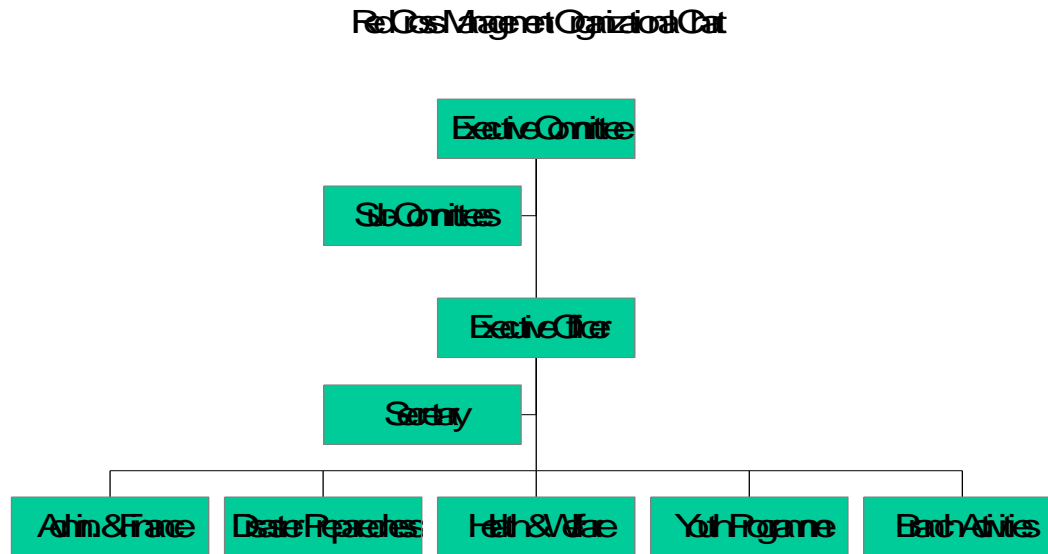 Red Cross Management Organizational Chart
Executive Committee
Sub-Committees
Executive Officer
Secretary
Admin. & Finance
Disaster Preparedness
Health & Welfare
Youth Programme
Branch Activities